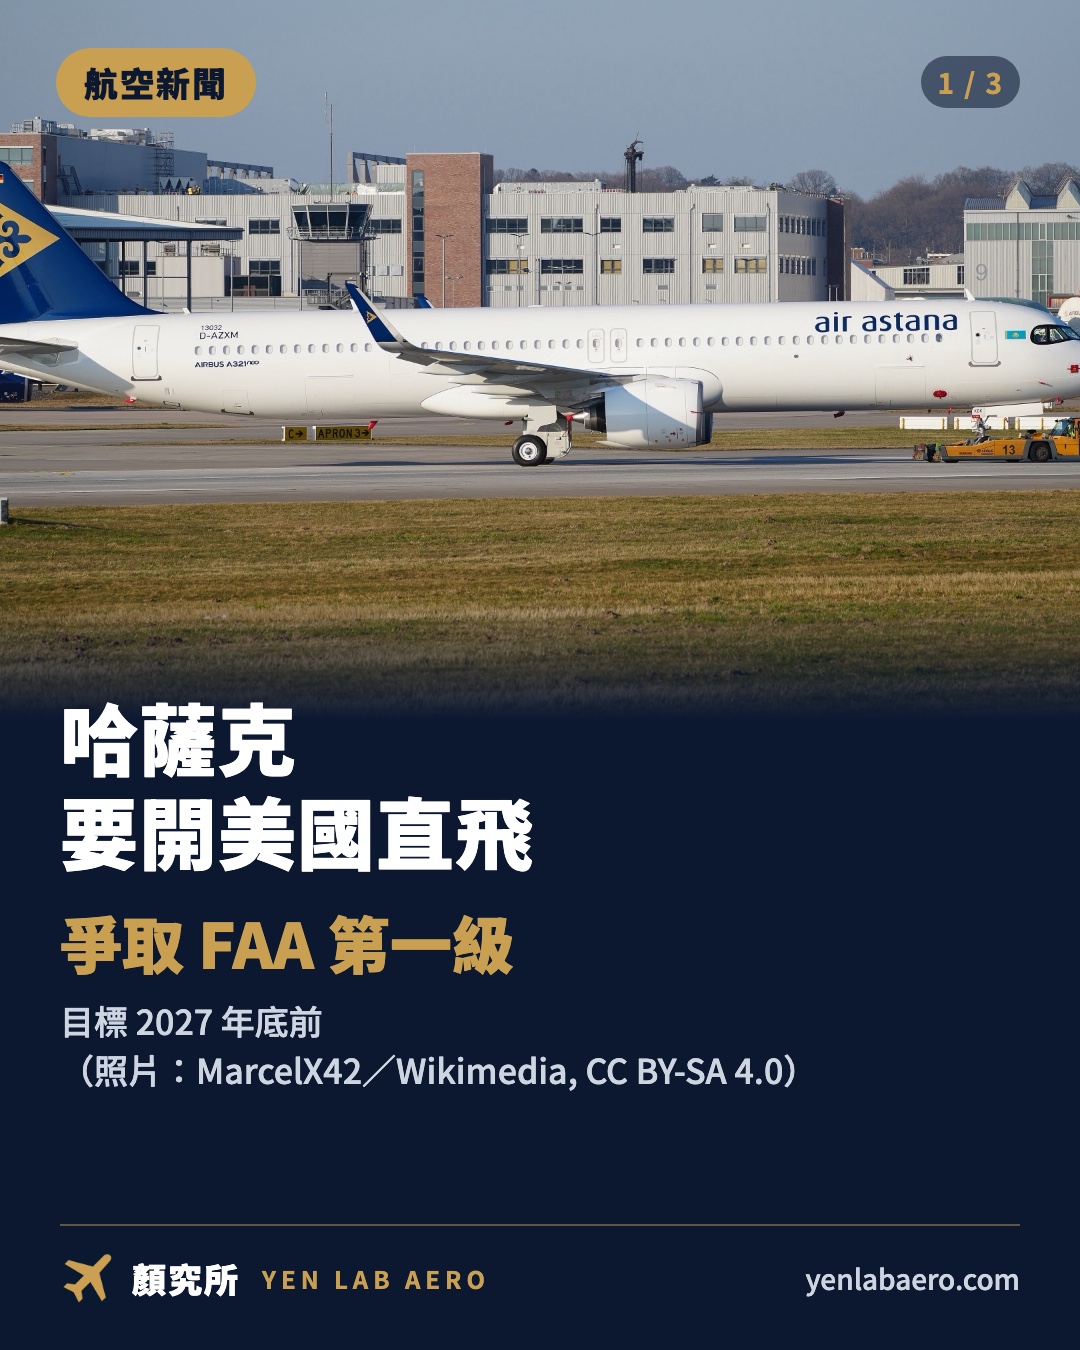 航空新聞
1 / 3
air astana
13032
D-AZXM
AIRBUS A321neo
C→
APRON 3→
13
9
哈薩克
要開美國直飛
爭取 FAA 第一級
目標 2027 年底前
（照片：MarcelX42／Wikimedia, CC BY-SA 4.0）
顏究所 YEN LAB AERO
yenlabaero.com